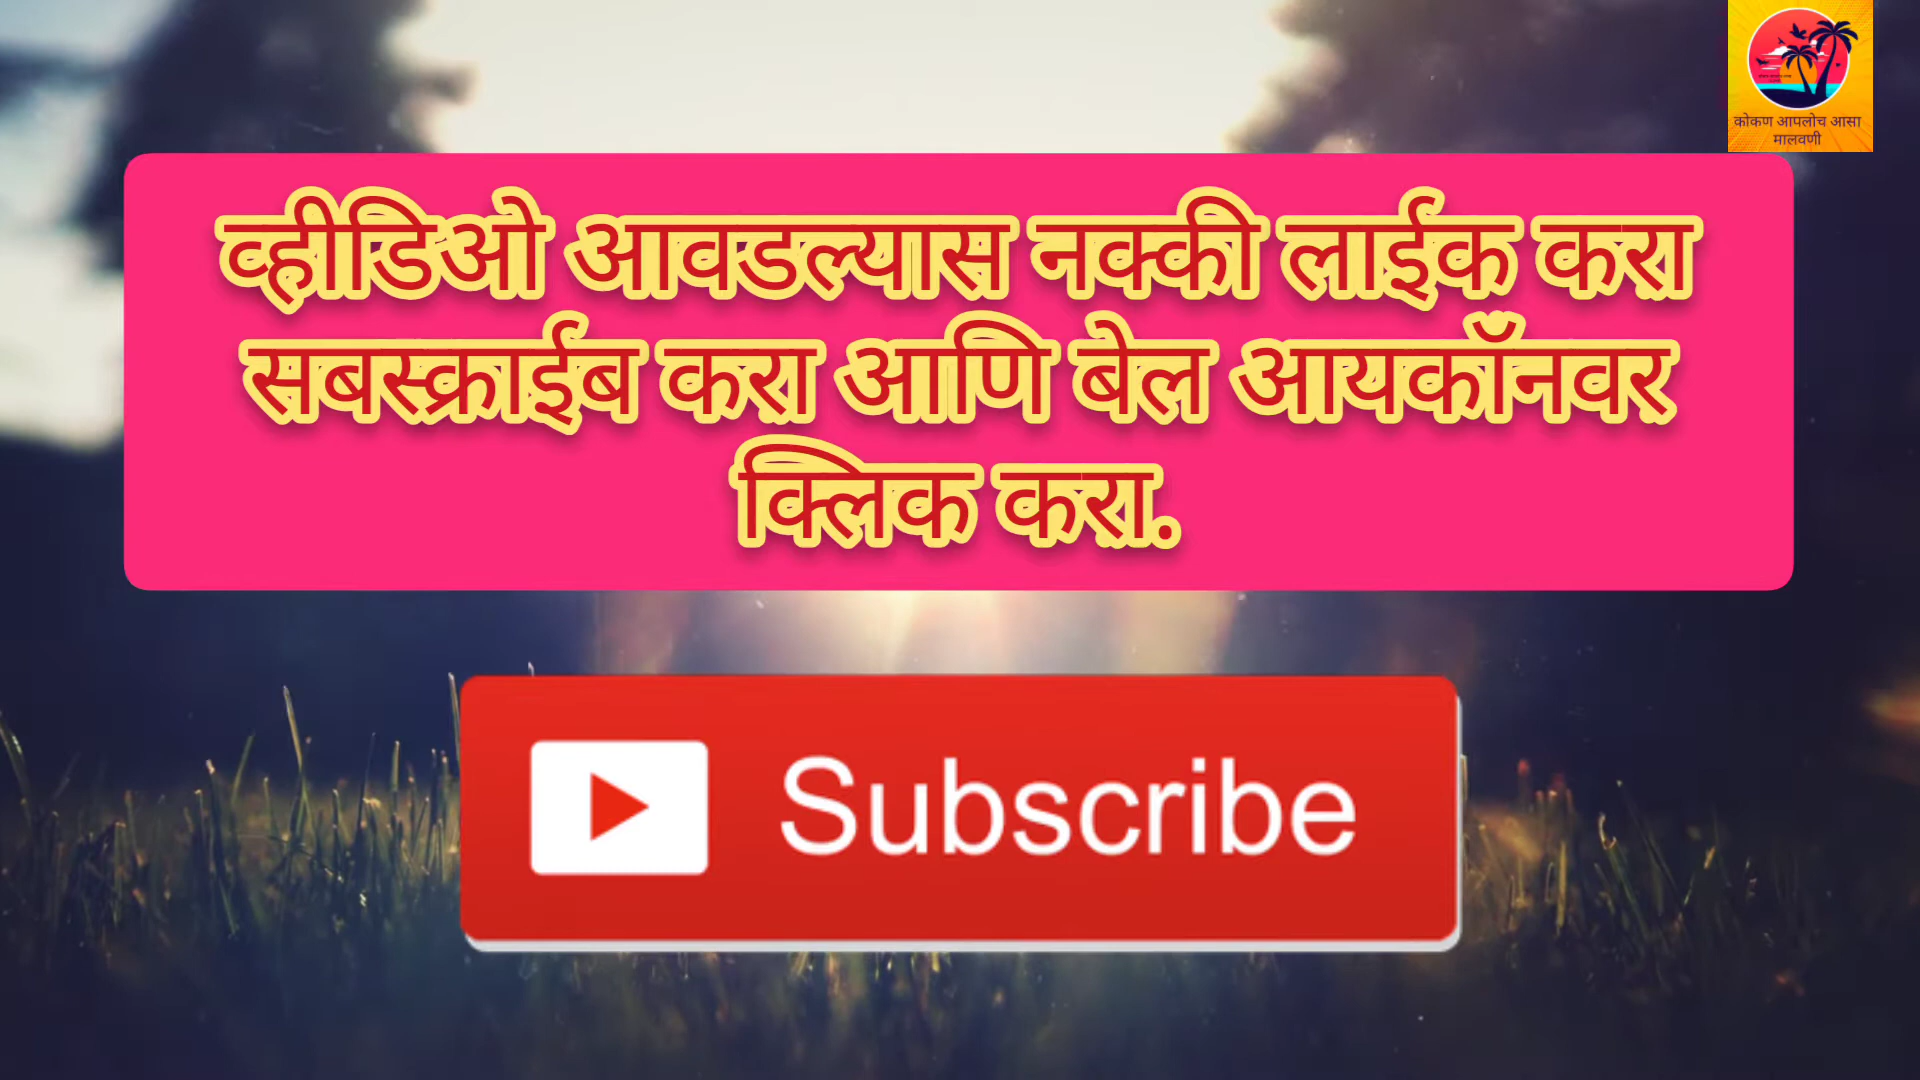 कोकण आपलोच आसा
मालवणी
व्हीडिओ आवडल्यास नक्की लाईक करा
सबस्क्राईब करा आणि बेल आयकॉंनवर
क्लिक करा.
Subscribe